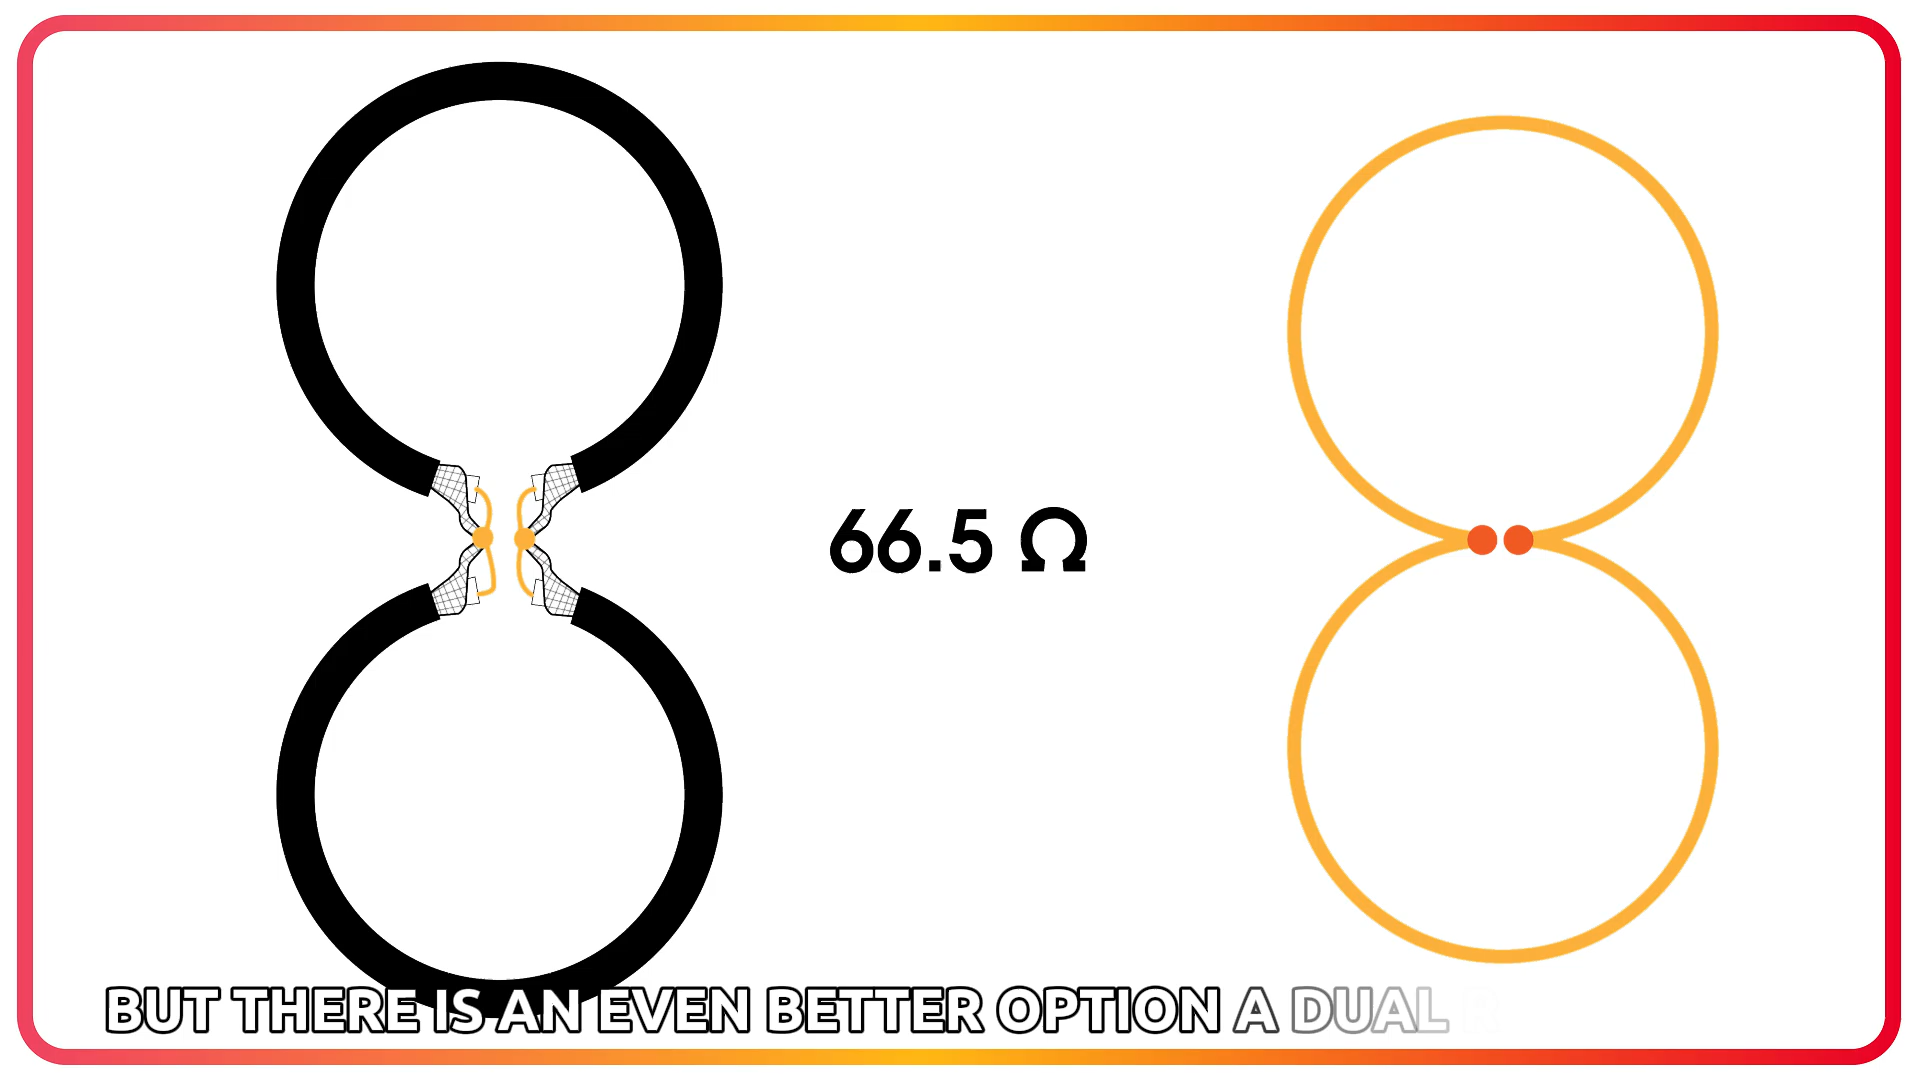 66.5 Ω
BUT THERE IS AN EVEN BETTER OPTION A DUAL